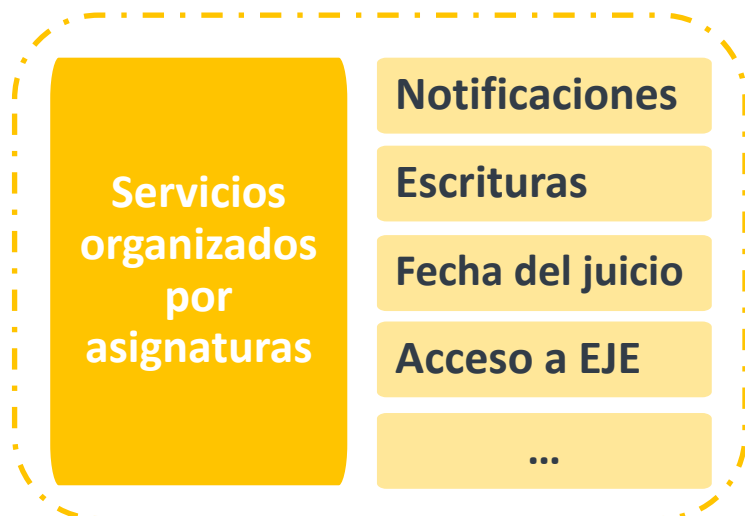 Servicios
organizados
por
asignaturas
Notificaciones
Escrituras
Fecha del juicio
Acceso a EJE
...